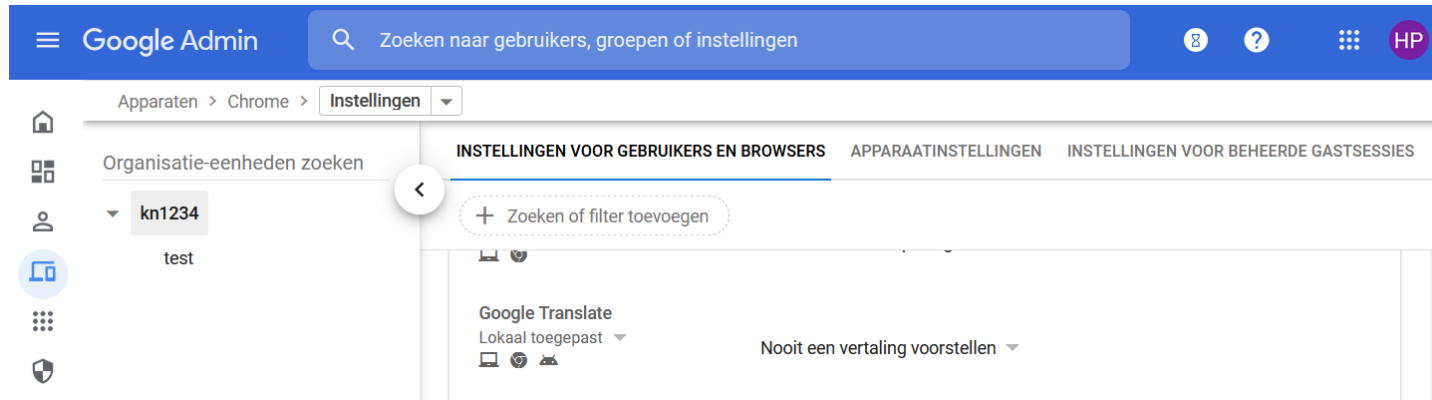 Google Admin
Zoeken naar gebruikers, groepen of instellingen
HP
Apparaten > Chrome > Instellingen
Organisatie-eenheden zoeken
kn1234
test
INSTELLINGEN VOOR GEBRUIKERS EN BROWSERS APPARAATINSTELLINGEN INSTELLINGEN VOOR BEHEERDE GASTSESSIES
Zoeken of filter toevoegen
Google Translate
Lokaal toegepast
Nooit een vertaling voorstellen